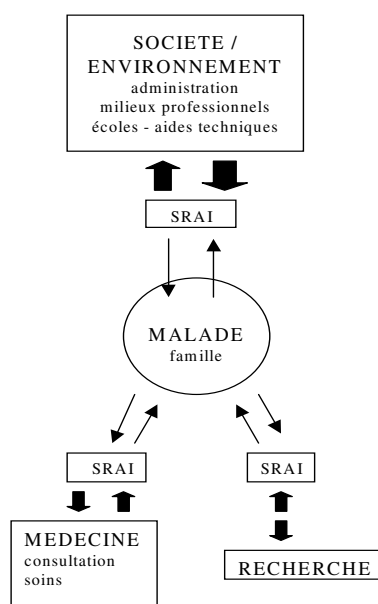 SOCIETE /
ENVIRONNEMENT
administration
milieux professionnels
écoles - aides techniques
SRAI
MALADE
famille
SRAI
SRAI
MEDECINE
consultation
soins
RECHERCHE